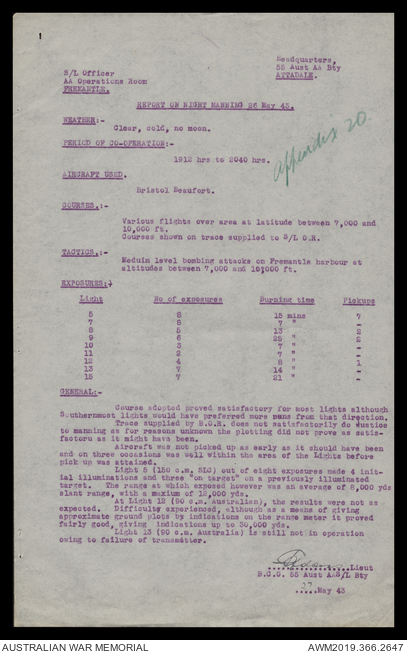 1
Headquarters,
55 Aust AA Bty
ATTADALE.
S/L Officer
AA Operations Room
FREMANTLE.
REPORT ON NIGHT MANNING 26 May 43.
Appendix 20.
WEATHER:-
Clear, cold, no moon.
PERIOD OF CO-OPERATION:-
1912 hrs to 2040 hrs.
AIRCRAFT USED.
Bristol Beaufort.
COURSES.:-
Various flights over area at latitude between 7,000 and
10,000 ft.
Courses shown on trace supplied to S/L O.R.
TACTICS.:-
Meduim level bombing attacks on Fremantle harbour at
altitudes between 7,000 and 10,000 ft.
EXPOSURES:-
Light No of exposures Burning time Pickups
5 8 15 mins 7
7 5 7 " -
8 5 13 " 2
9 6 22 " 2
10 3 7 " -
11 2 7 " -
12 4 8 " 1
13 7 14 " -
15 7 21 " -
GENERAL:-
Course adopted proved satisfactory for most lights although
Southernmost lights would have preferred more runs from that direction.
Trace supplied by B.O.R. does not satisfactorily do justice
to manning as for reasons unknown the plotting did not prove as satis-
factoru as it might have been.
Aircraft was not picked up as early as it should have been
and on three occasions was well within the area of the Lights before
pick up was attained.
Light 5 (150 c.m. SLC) out of eight exposures made 4 init-
ial illuminations and three "on target" on a previously illuminated
target. The range at which exposed however was an average of 8,000 yds
slant range, with a maxium of 12,000 yds.
At Light 12 (90 c.m. Australian), the results were not as
expected. Difficulty experienced, although as a means of giving
approximate ground plots by indications on the range meter it proved
fairly good, giving indications up to 30,000 yds.
Light 13 (90 c.m. Australia) is still not in operation
owing to failure of transmitter.
Lieut
B.C.O. 55 Aust AAS/L Bty
27 May 43
AUSTRALIAN WAR MEMORIAL
AWM2019.366.2647